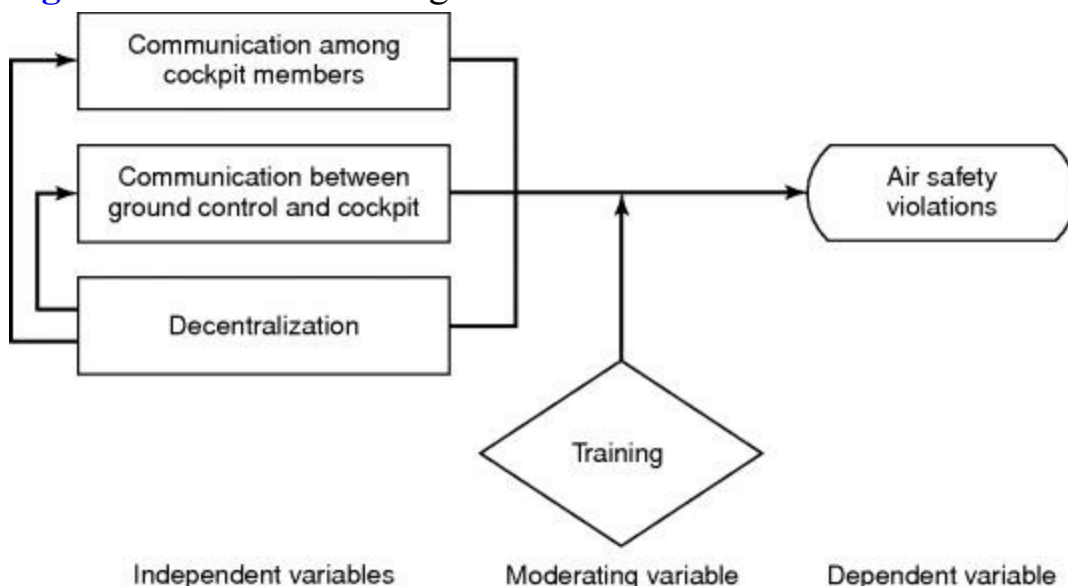 Communication among
cockpit members
Communication between
ground control and cockpit
Air safety
violations
Decentralization
Training
Independent variables
Moderating variable
Dependent variable